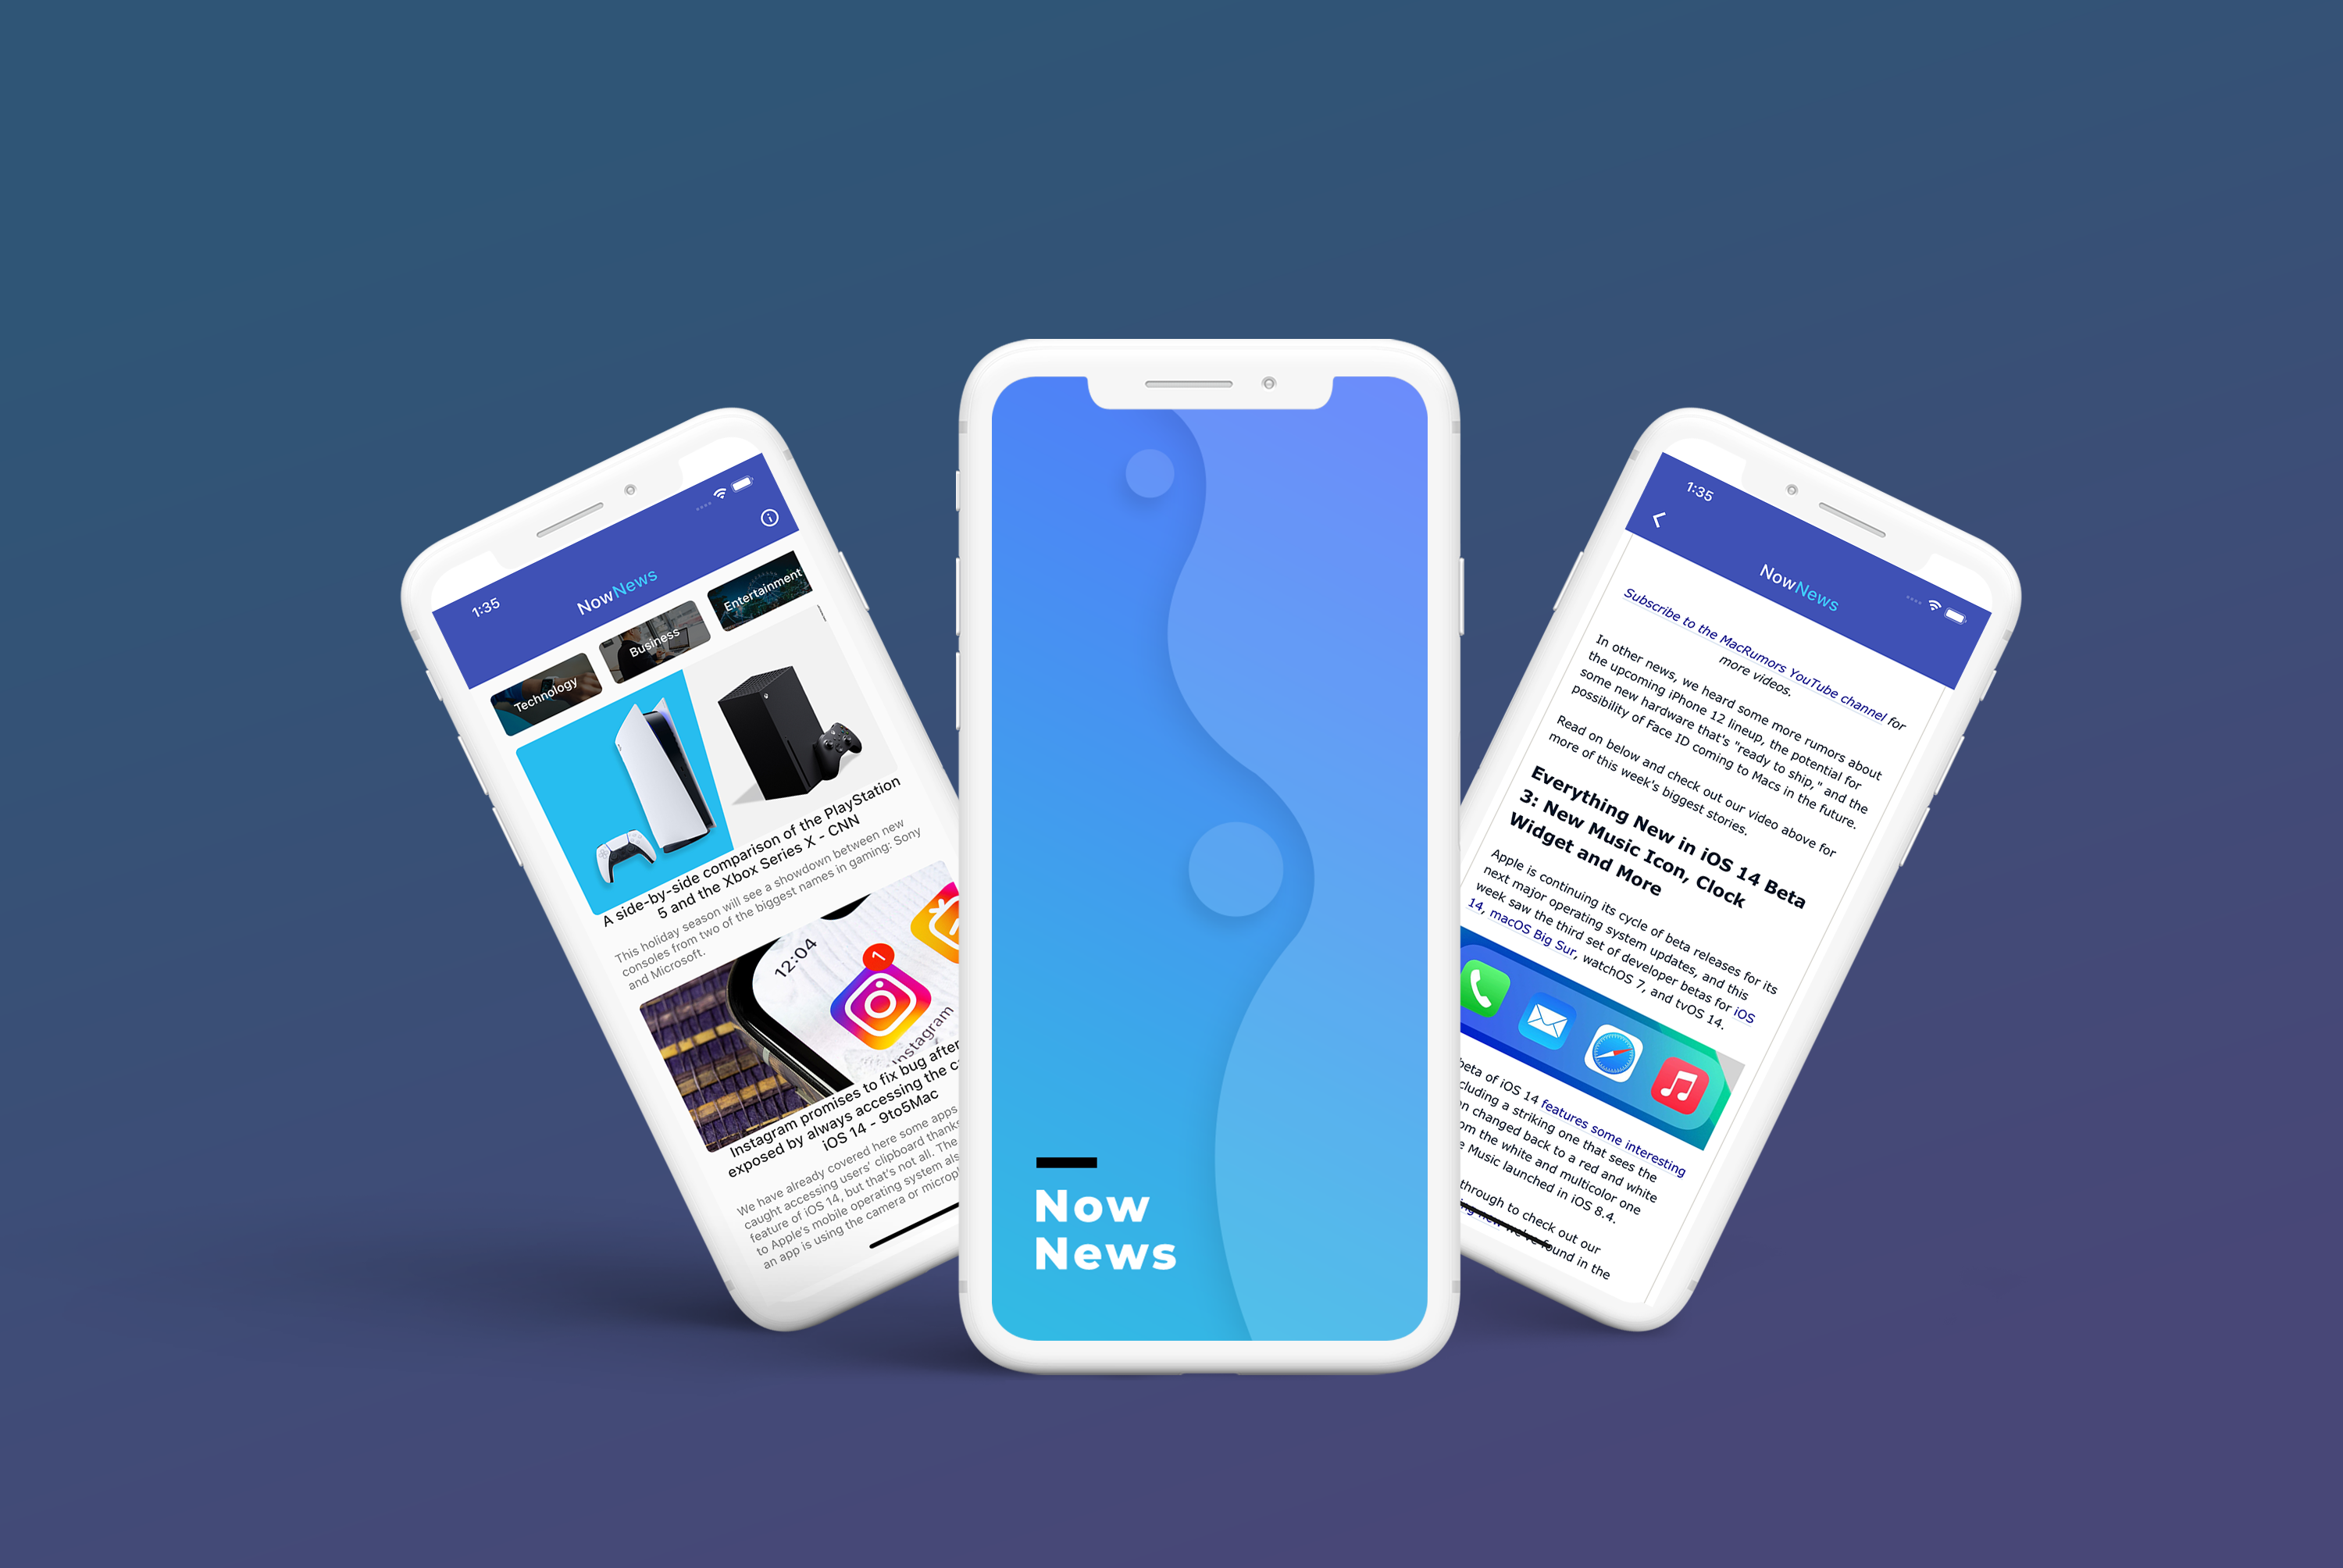 1:35
NowNews
Technology
Business
Entertainment
A side-by-side comparison of the PlayStation
5 and the Xbox Series X - CNN
This holiday season will see a showdown between new
consoles from two of the biggest names in gaming: Sony
and Microsoft.
12:04
1
Instagram
Instagram promises to fix bug after
exposed by always accessing the
iOS 14 - 9to5Mac
We have already covered here some apps
caught accessing users' clipboard thanks
feature of iOS 14, but that's not all. The
to Apple's mobile operating system
an app is using the camera or
Now
News
1:35
NowNews
Subscribe to the MacRumors YouTube channel for
more videos.
In other news, we heard some more rumors about
the upcoming iPhone 12 lineup, the potential for
some new hardware that's "ready to ship," and the
possibility of Face ID coming to Macs in the future.
Read on below and check out our video above for
more of this week's biggest stories.
Everything New in iOS 14 Beta
3: New Music Icon, Clock
Widget and More
Apple is continuing its cycle of beta releases for its
next major operating system updates, and this
week saw the third set of developer betas for iOS
14, macOS Big Sur, watchOS 7, and tvOS 14.
beta of iOS 14 features some interesting
cluding a striking one that sees the
on changed back to a red and white
om the white and multicolor one
e Music launched in iOS 8.4.
through to check out our
new we've found in the